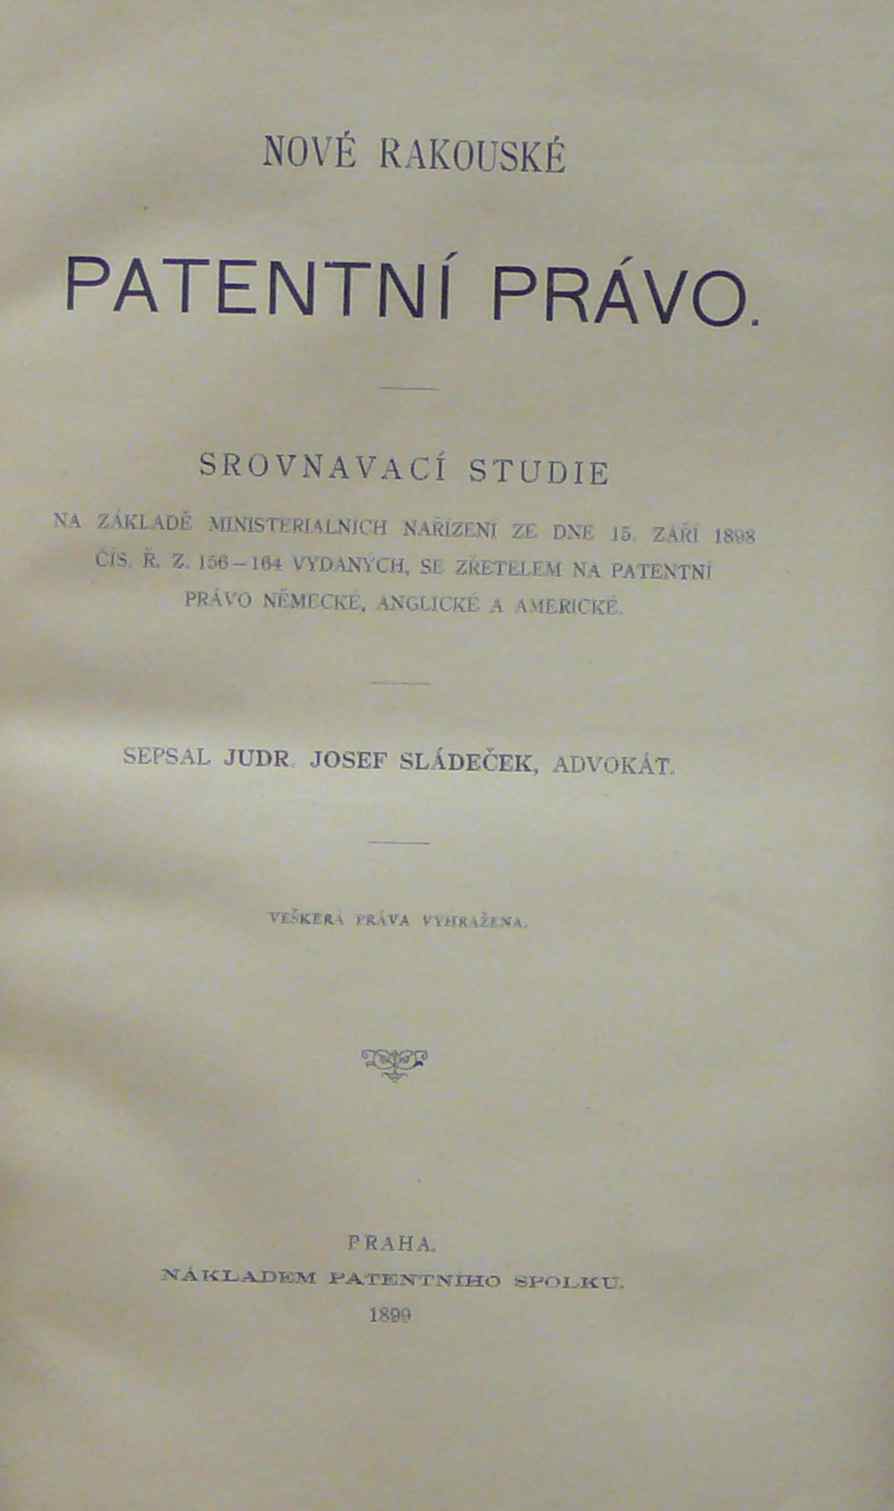 NOVÉ RAKOUSKÉ
PATENTNÍ PRÁVO.
SROVNAVACÍ STUDIE
NA ZÁKLADĚ MINISTERIALNÍCH NAŘÍZENÍ ZE DNE 15. ZÁŘÍ 1898
ČÍS. Ř. Z. 156–164 VYDANÝCH, SE ZŘETELEM NA PATENTNÍ
PRÁVO NĚMECKÉ, ANGLICKÉ A AMERICKÉ.
SEPSAL JUDR. JOSEF SLÁDEČEK, ADVOKÁT.
VEŠKERÁ PRÁVA VYHRAŽENA.
PRAHA.
NÁKLADEM PATENTNÍHO SPOLKU.
1899